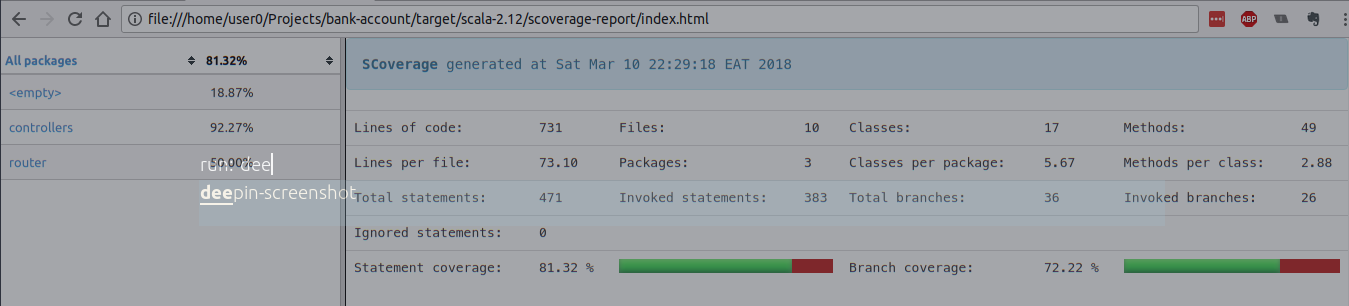 file:///home/user0/Projects/bank-account/target/scala-2.12/scoverage-report/index.html
ABP
All packages 81.32%
<empty> 18.87%
controllers 92.27%
router
run: dee
deepin-screenshot
SCoverage generated at Sat Mar 10 22:29:18 EAT 2018
Lines of code: 731 Files: 10 Classes: 17 Methods: 49
Lines per file: 73.10 Packages: 3 Classes per package: 5.67 Methods per class: 2.88
Total statements: 471 Invoked statements: 383 Total branches: 36 Invoked branches: 26
Ignored statements: 0
Statement coverage: 81.32 % Branch coverage: 72.22 %